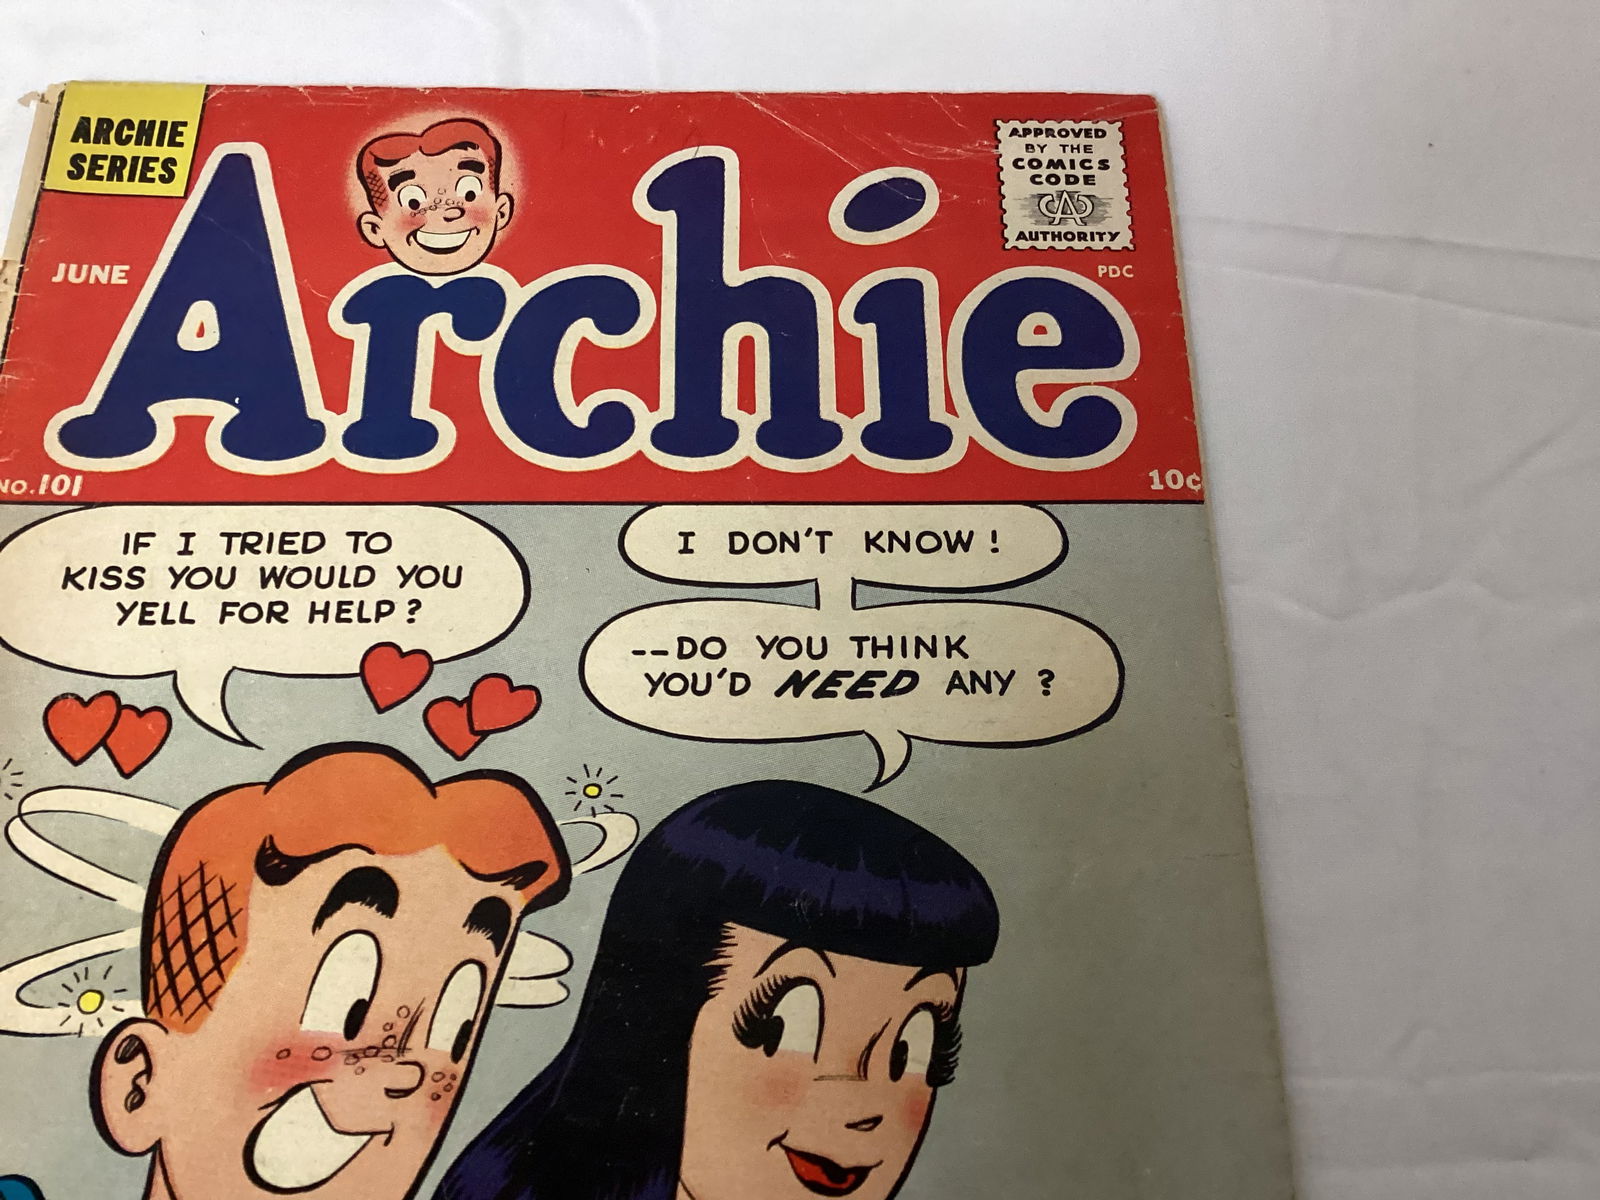 ARCHIE
SERIES
APPROVED
BY THE
COMICS
CODE
CA
AUTHORITY
JUNE
PDC
Archie
NO. 101
10¢
IF I TRIED TO
KISS YOU WOULD YOU
YELL FOR HELP?
I DON'T KNOW!
--DO YOU THINK
YOU'D NEED ANY?